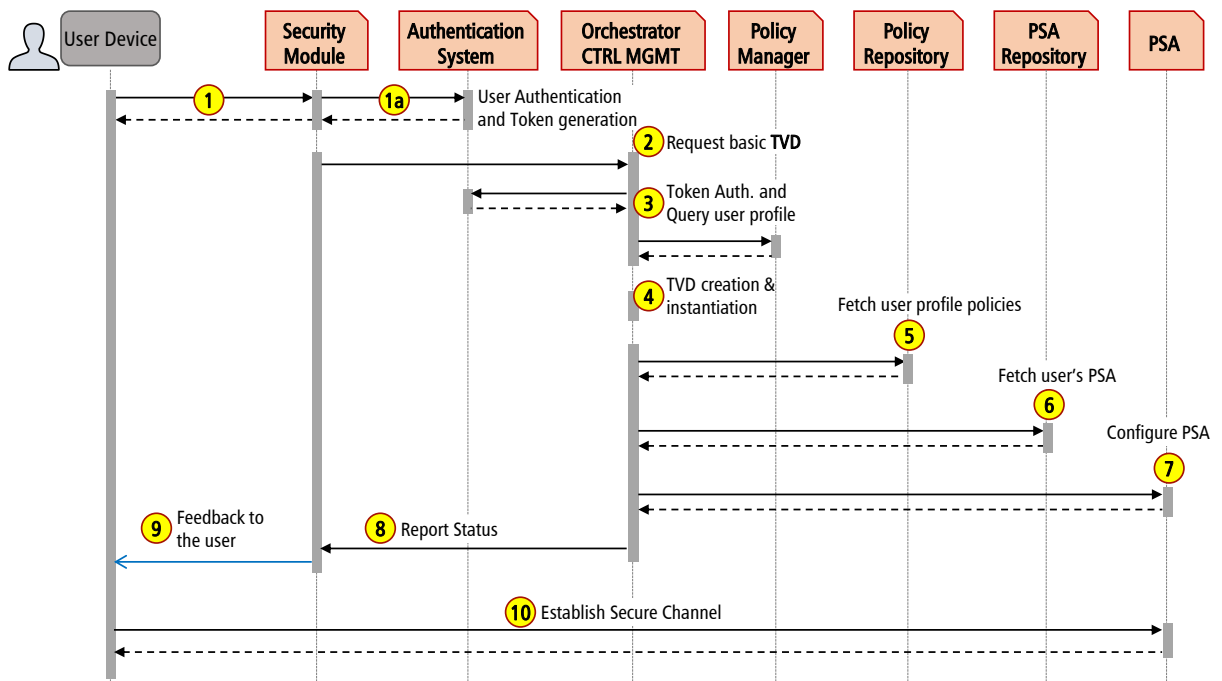 User Device
Security
Module
Authentication
System
Orchestrator
CTRL MGMT
Policy
Manager
Policy
Repository
PSA
Repository
PSA
1
1a
User Authentication
and Token generation
2
Request basic TVD
3
Token Auth. and
Query user profile
4
TVD creation &
instantiation
Fetch user profile policies
5
Fetch user's PSA
6
Configure PSA
7
9
Feedback to
the user
8
Report Status
10
Establish Secure Channel